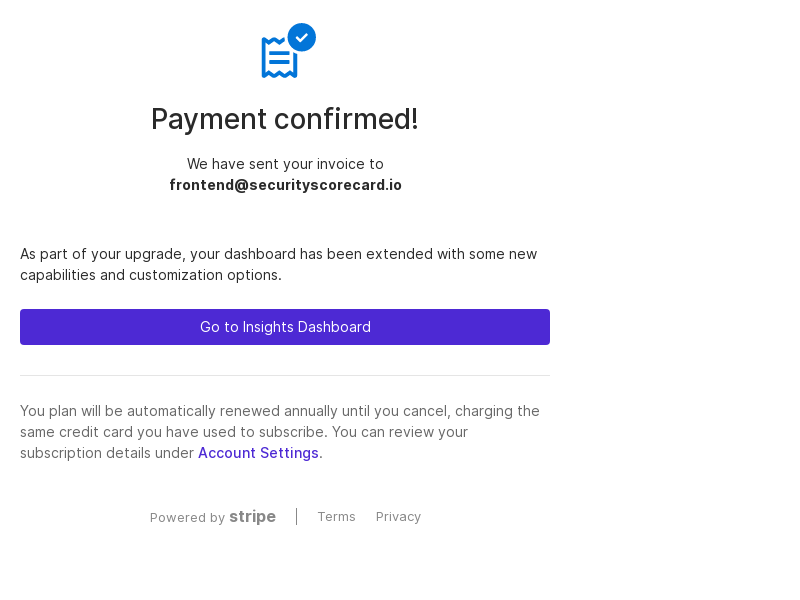 Payment confirmed!
We have sent your invoice to
frontend@securityscorecard.io
As part of your upgrade, your dashboard has been extended with some new
capabilities and customization options.
Go to Insights Dashboard
You plan will be automatically renewed annually until you cancel, charging the
same credit card you have used to subscribe. You can review your
subscription details under Account Settings.
Powered by stripe | Terms Privacy